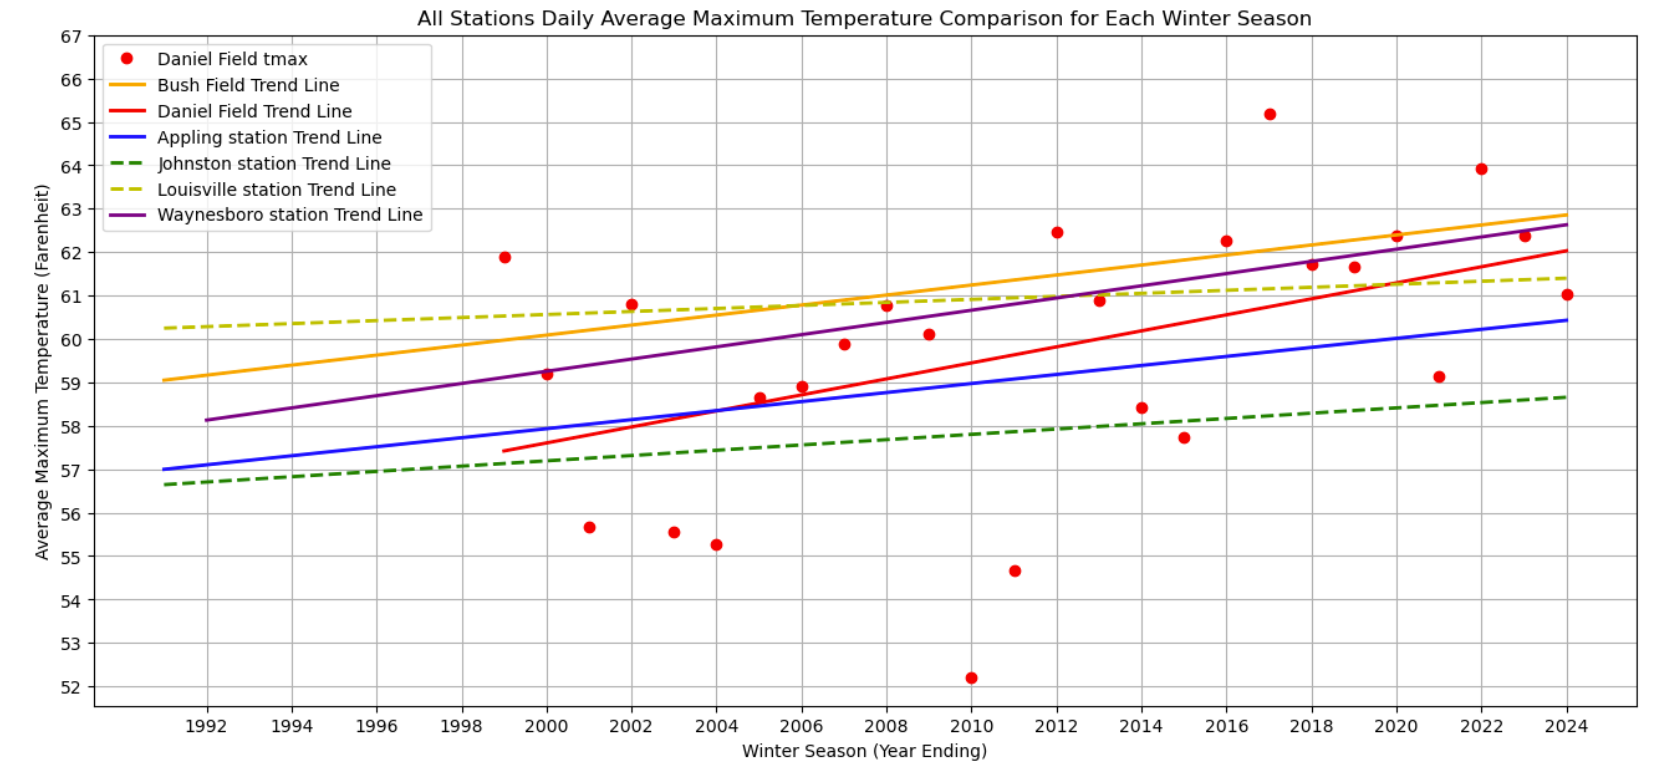 All Stations Daily Average Maximum Temperature Comparison for Each Winter Season
67
66
65
64
63
62
61
60
59
58
57
56
55
54
53
52
Average Maximum Temperature (Farenheit)
Daniel Field tmax
Bush Field Trend Line
Daniel Field Trend Line
Appling station Trend Line
Johnston station Trend Line
Louisville station Trend Line
Waynesboro station Trend Line
1992 1994 1996 1998 2000 2002 2004 2006 2008 2010 2012 2014 2016 2018 2020 2022 2024
Winter Season (Year Ending)